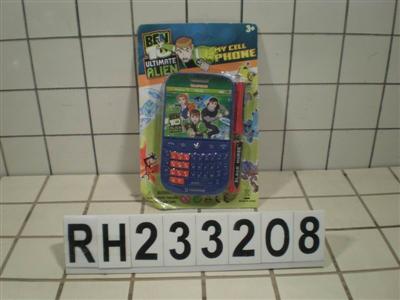 BEN 10
ULTIMATE
ALIEN
MY CELL
PHONE
3+
RH233208